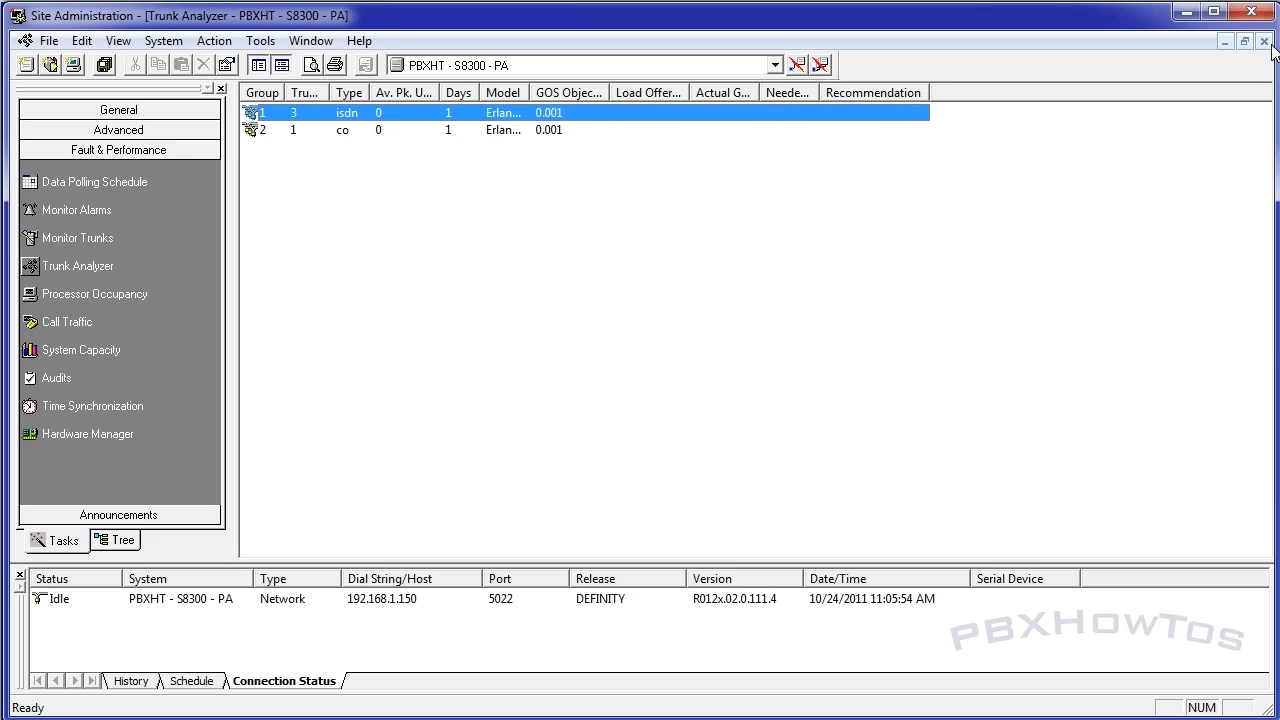 Site Administration - [Trunk Analyzer - PBXHT - S8300 - PA]
File Edit View System Action Tools Window Help
PBXHT - S8300 - PA
General
Advanced
Fault & Performance
Data Polling Schedule
Monitor Alarms
Monitor Trunks
Trunk Analyzer
Processor Occupancy
Call Traffic
System Capacity
Audits
Time Synchronization
Hardware Manager
Announcements
Tasks Tree
Group Tru... Type Av. Pk. U... Days Model GOS Objec... Load Offer... Actual G... Neede... Recommendation
1 3 isdn 0 1 Erlan... 0.001
2 1 co 0 1 Erlan... 0.001
Status System Type Dial String/Host Port Release Version Date/Time Serial Device
Idle PBXHT - S8300 - PA Network 192.168.1.150 5022 DEFINITY R012x.02.0.111.4 10/24/2011 11:05:54 AM
PBXHowTos
History Schedule Connection Status
Ready NUM